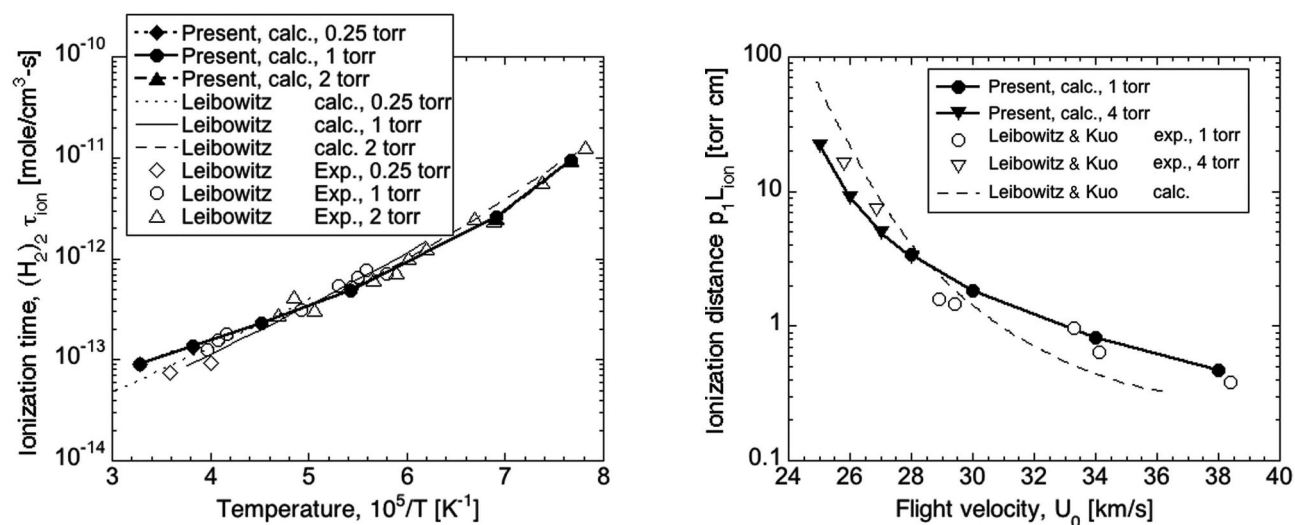 Present, calc., 0.25 torr
Present, calc., 1 torr
Present, calc, 2 torr
Leibowitz calc., 0.25 torr
Leibowitz calc., 1 torr
Leibowitz calc. 2 torr
Leibowitz Exp., 0.25 torr
Leibowitz Exp., 1 torr
Leibowitz Exp., 2 torr
Ionization time, (H2)2 τion [mole/cm3-s]
10-10
10-11
10-12
10-13
10-14
3 4 5 6 7 8
Temperature, 105/T [K-1]
Present, calc., 1 torr
Present, calc., 4 torr
Leibowitz & Kuo exp., 1 torr
Leibowitz & Kuo exp., 4 torr
Leibowitz & Kuo calc.
Ionization distance p1Lion [torr cm]
100
10
1
0.1
24 26 28 30 32 34 36 38 40
Flight velocity, U0 [km/s]